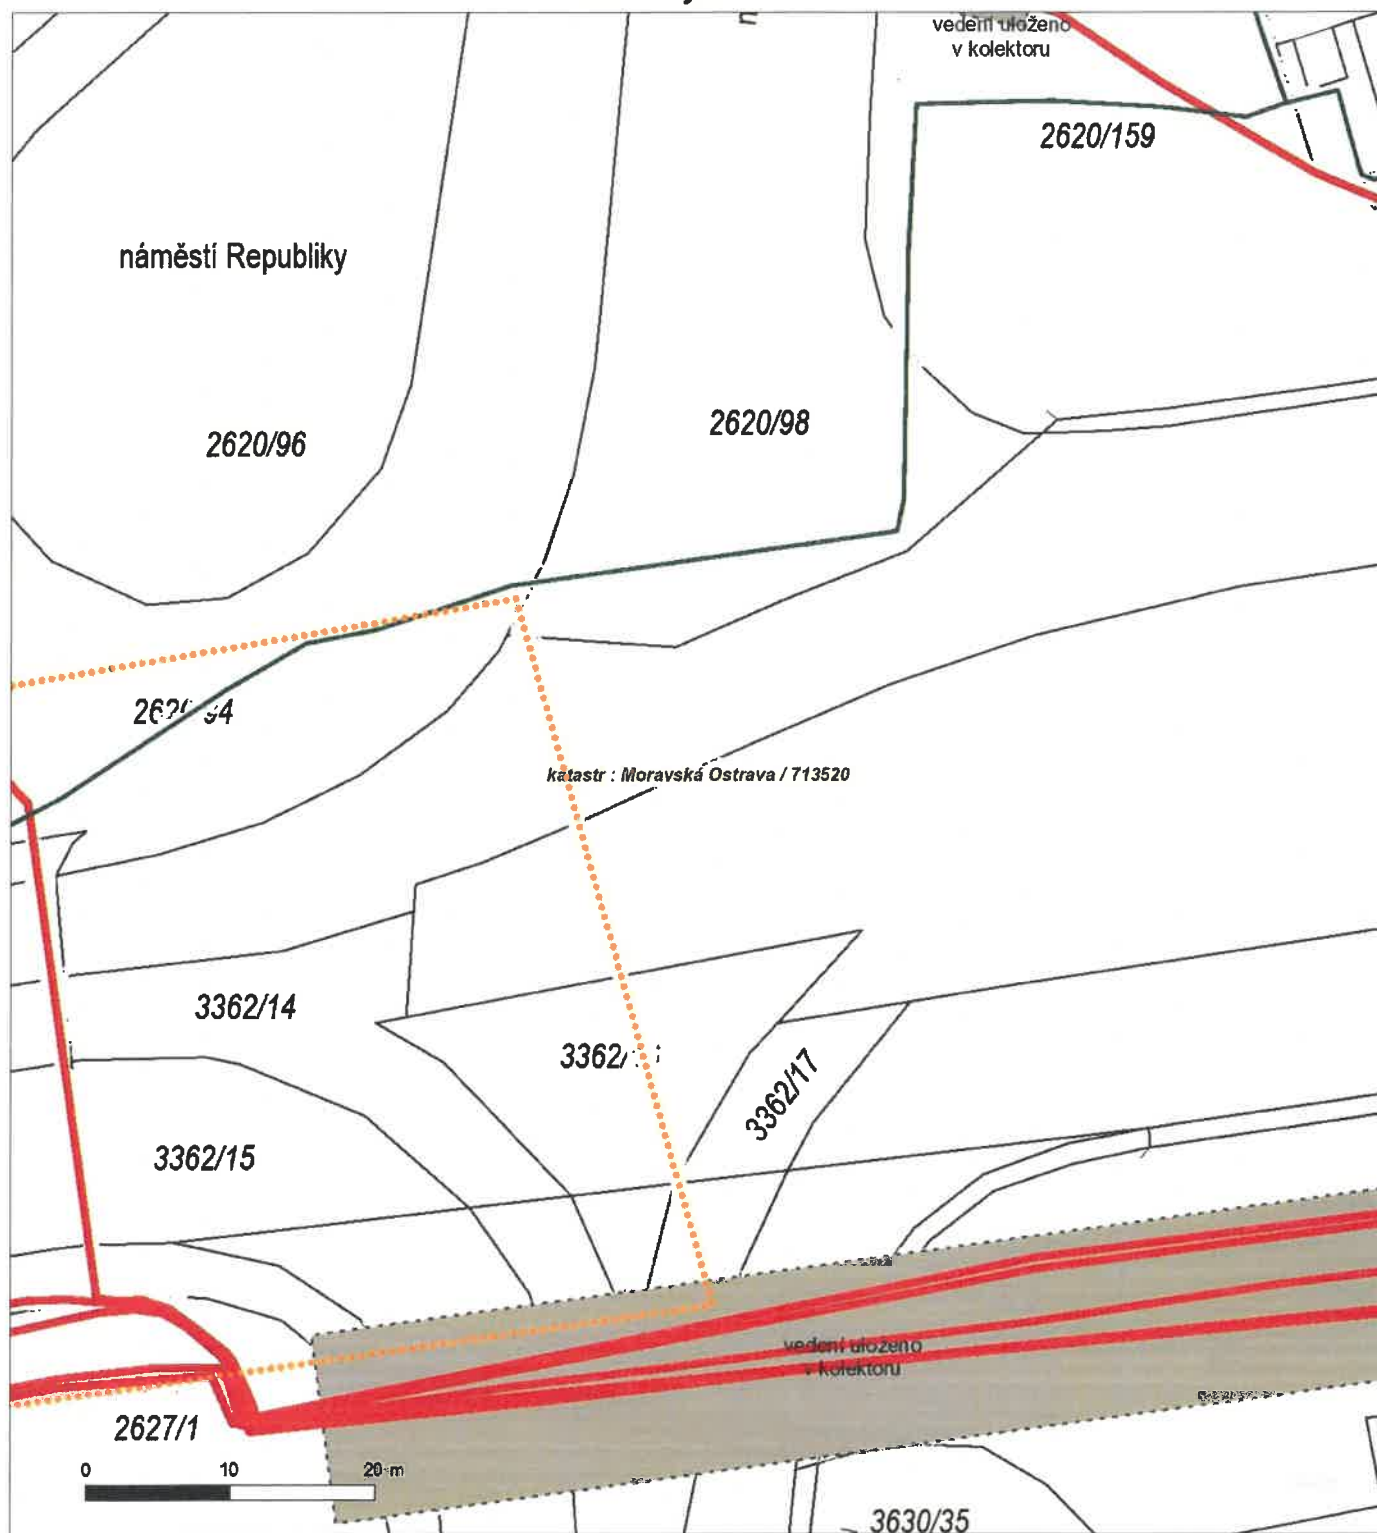 vedení uloženo
v kolektoru
2620/159
náměstí Republiky
2620/98
2620/96
katastr : Moravská Ostrava / 713520
3362/14
3362/17
3362/15
vedení uloženo
v kolektoru
2627/1
0 10 20 m
3630/35